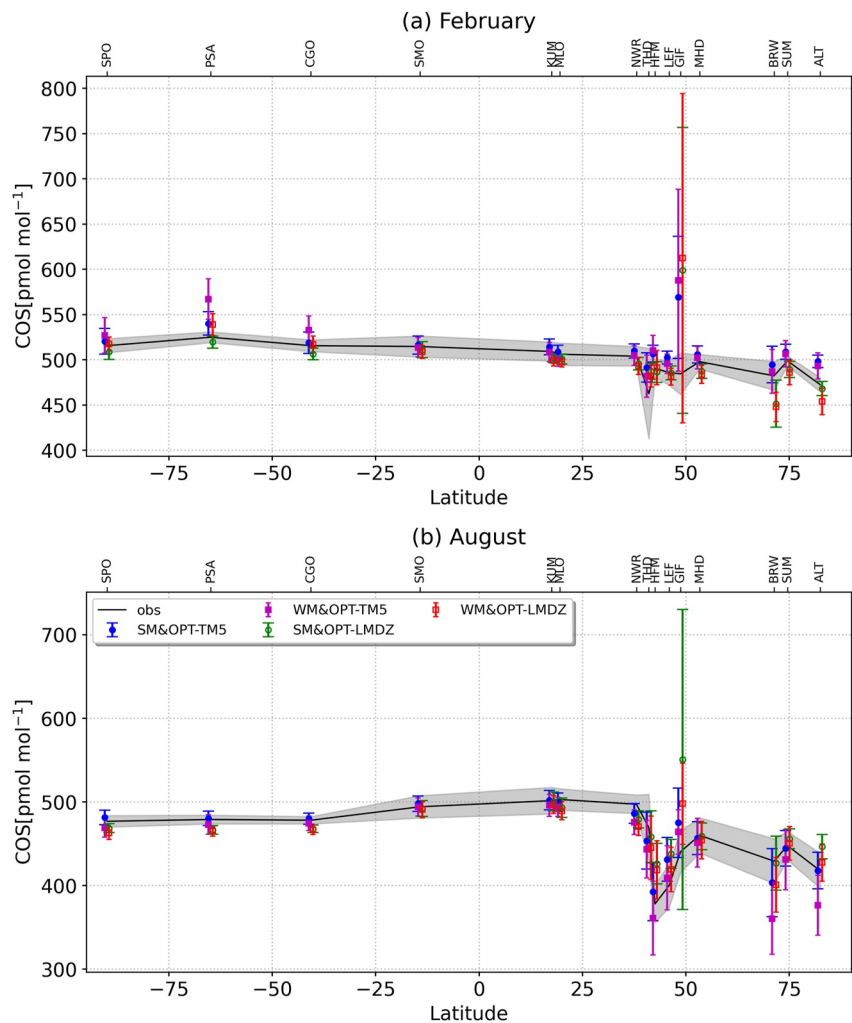 (a) February
SPO PSA CGO SMO KUM MLO NWR THD HFM LEF GIF MHD BRW SUM ALT
800
750
700
650
600
550
500
450
400
COS[pmol mol⁻¹]
−75 −50 −25 0 25 50 75
Latitude
(b) August
SPO PSA CGO SMO KUM MLO NWR THD HFM LEF GIF MHD BRW SUM ALT
obs WM&OPT-TM5 WM&OPT-LMDZ
SM&OPT-TM5 SM&OPT-LMDZ
700
600
500
400
300
COS[pmol mol⁻¹]
−75 −50 −25 0 25 50 75
Latitude